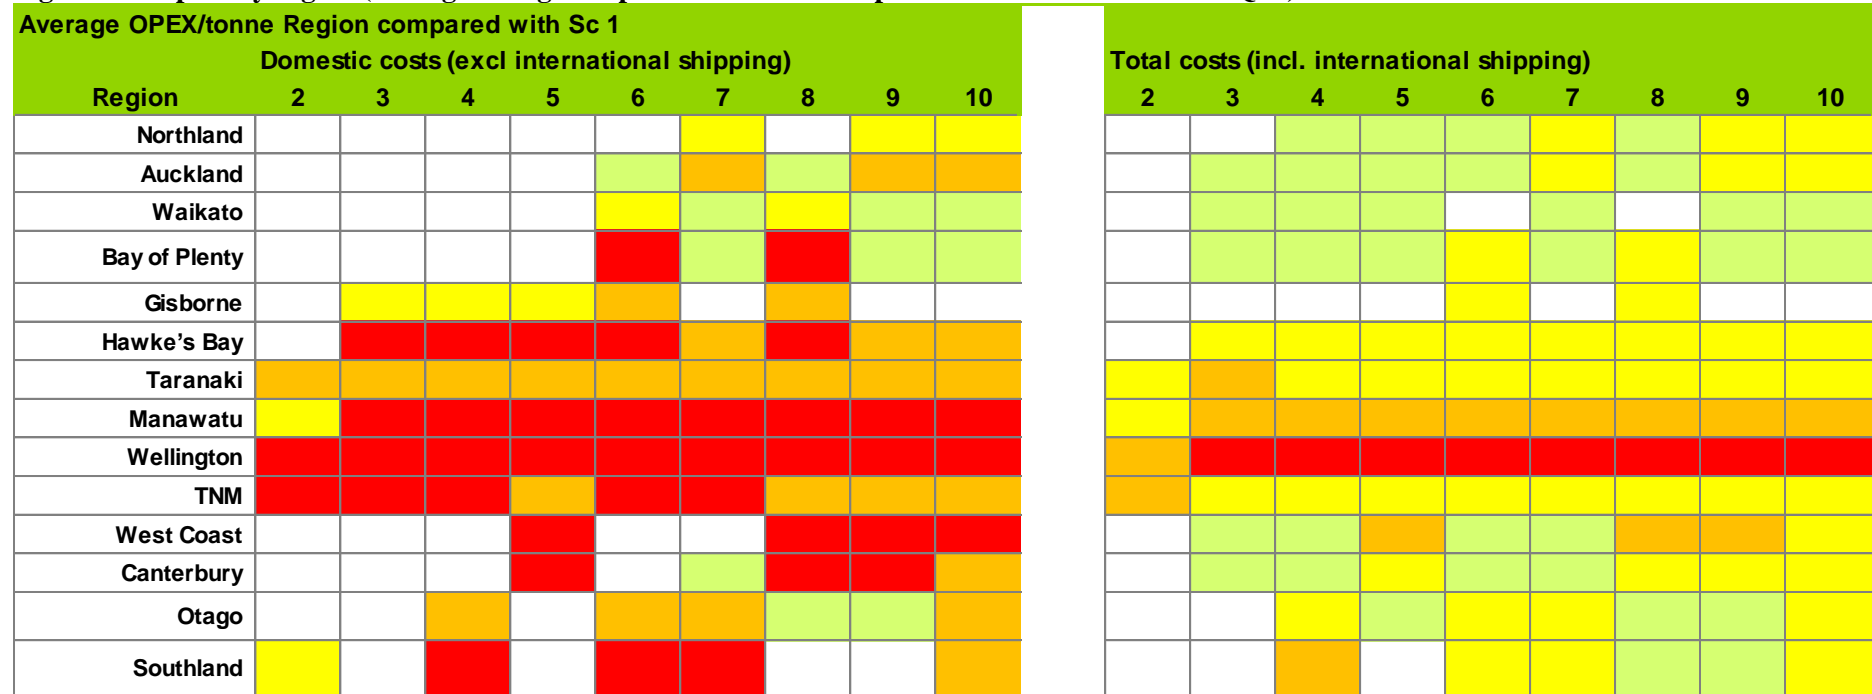 Average OPEX/tonne Region compared with Sc 1
Domestic costs (excl international shipping) Total costs (incl. international shipping)
Region 2 3 4 5 6 7 8 9 10 2 3 4 5 6 7 8 9 10
Northland
Auckland
Waikato
Bay of Plenty
Gisborne
Hawke's Bay
Taranaki
Manawatu
Wellington
TNM
West Coast
Canterbury
Otago
Southland